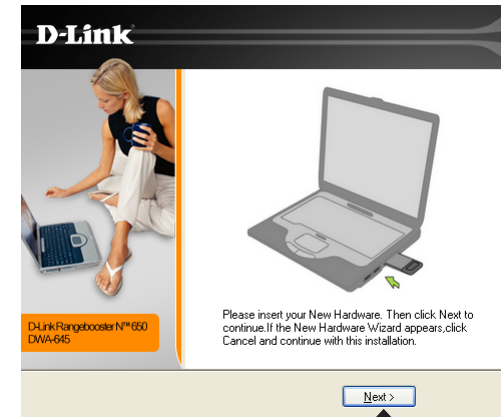 D-Link
Please insert your New Hardware. Then click Next to
continue.If the New Hardware Wizard appears,click
Cancel and continue with this installation.
D-Link Rangebooster N™ 650
DWA-645
Next >